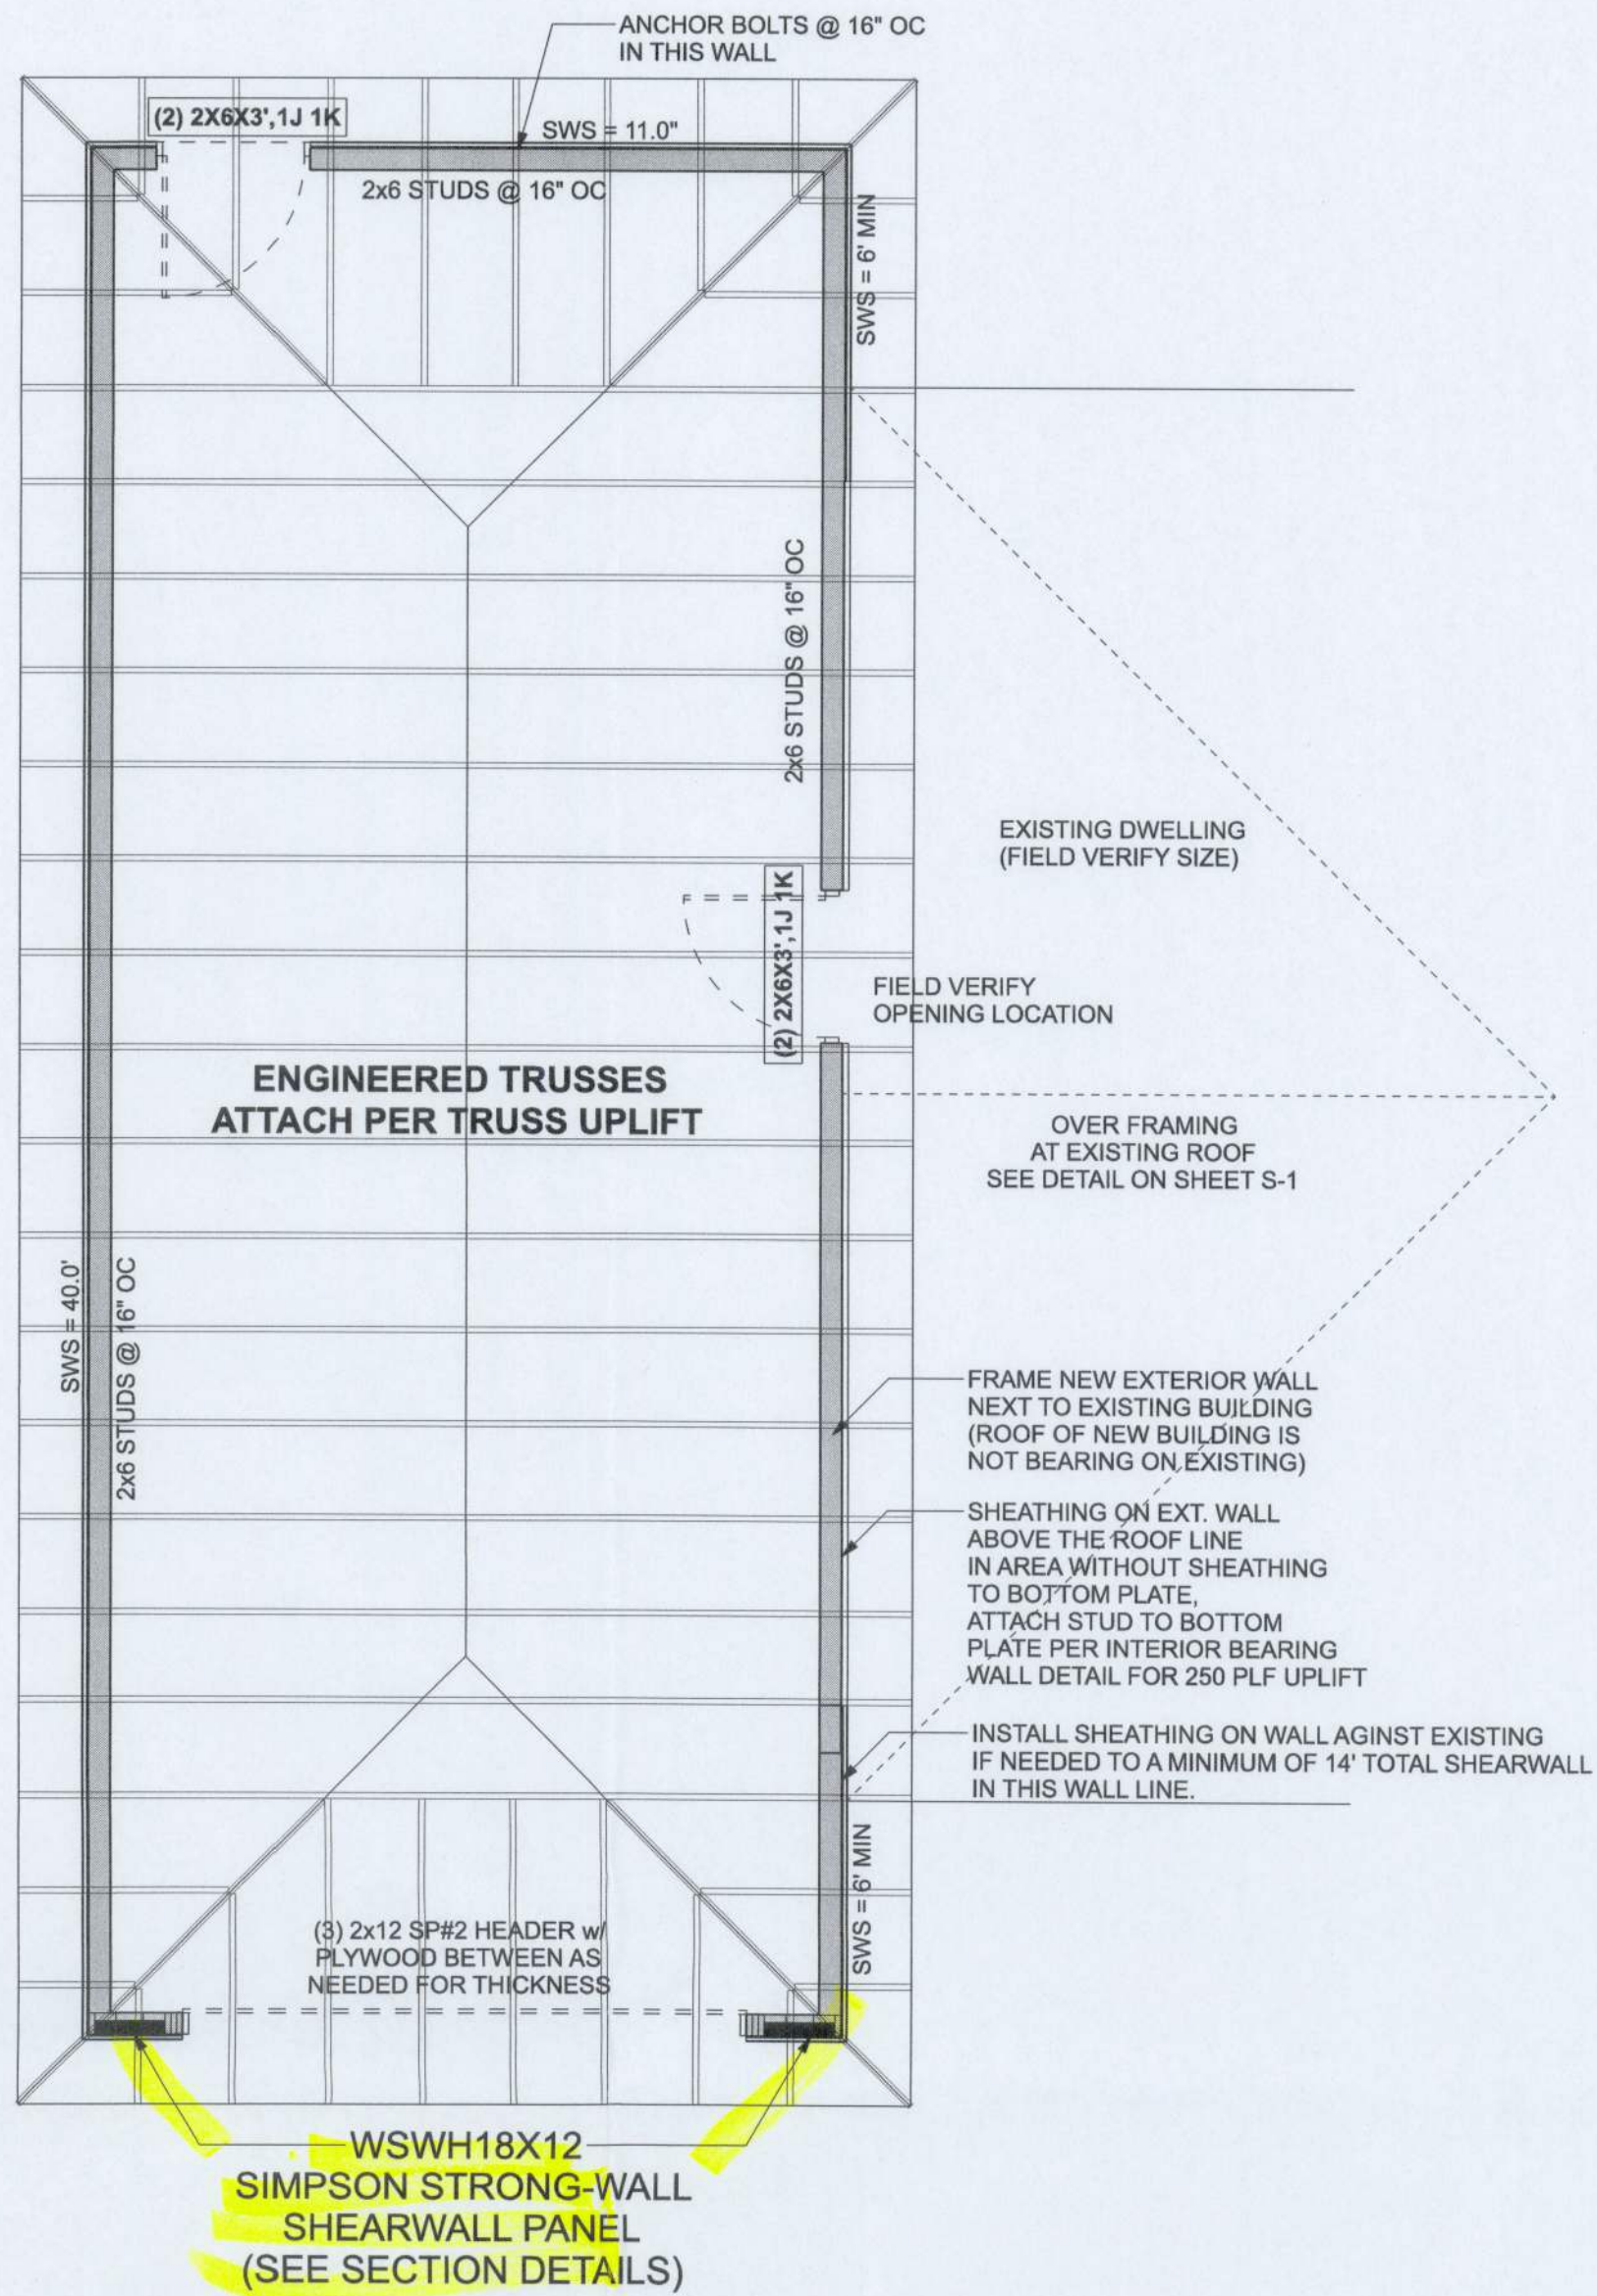 ANCHOR BOLTS @ 16" OC
IN THIS WALL
(2) 2X6X3',1J 1K
SWS = 11.0"
2x6 STUDS @ 16" OC
SWS = 6' MIN
2x6 STUDS @ 16" OC
EXISTING DWELLING
(FIELD VERIFY SIZE)
(2) 2X6X3',1J 1K
FIELD VERIFY
OPENING LOCATION
ENGINEERED TRUSSES
ATTACH PER TRUSS UPLIFT
OVER FRAMING
AT EXISTING ROOF
SEE DETAIL ON SHEET S-1
SWS = 40.0'
2x6 STUDS @ 16" OC
FRAME NEW EXTERIOR WALL
NEXT TO EXISTING BUILDING
(ROOF OF NEW BUILDING IS
NOT BEARING ON EXISTING)
SHEATHING ON EXT. WALL
ABOVE THE ROOF LINE
IN AREA WITHOUT SHEATHING
TO BOTTOM PLATE,
ATTACH STUD TO BOTTOM
PLATE PER INTERIOR BEARING
WALL DETAIL FOR 250 PLF UPLIFT
INSTALL SHEATHING ON WALL AGINST EXISTING
IF NEEDED TO A MINIMUM OF 14' TOTAL SHEARWALL
IN THIS WALL LINE.
SWS = 6' MIN
(3) 2x12 SP#2 HEADER w/
PLYWOOD BETWEEN AS
NEEDED FOR THICKNESS
WSWH18X12
SIMPSON STRONG-WALL
SHEARWALL PANEL
(SEE SECTION DETAILS)